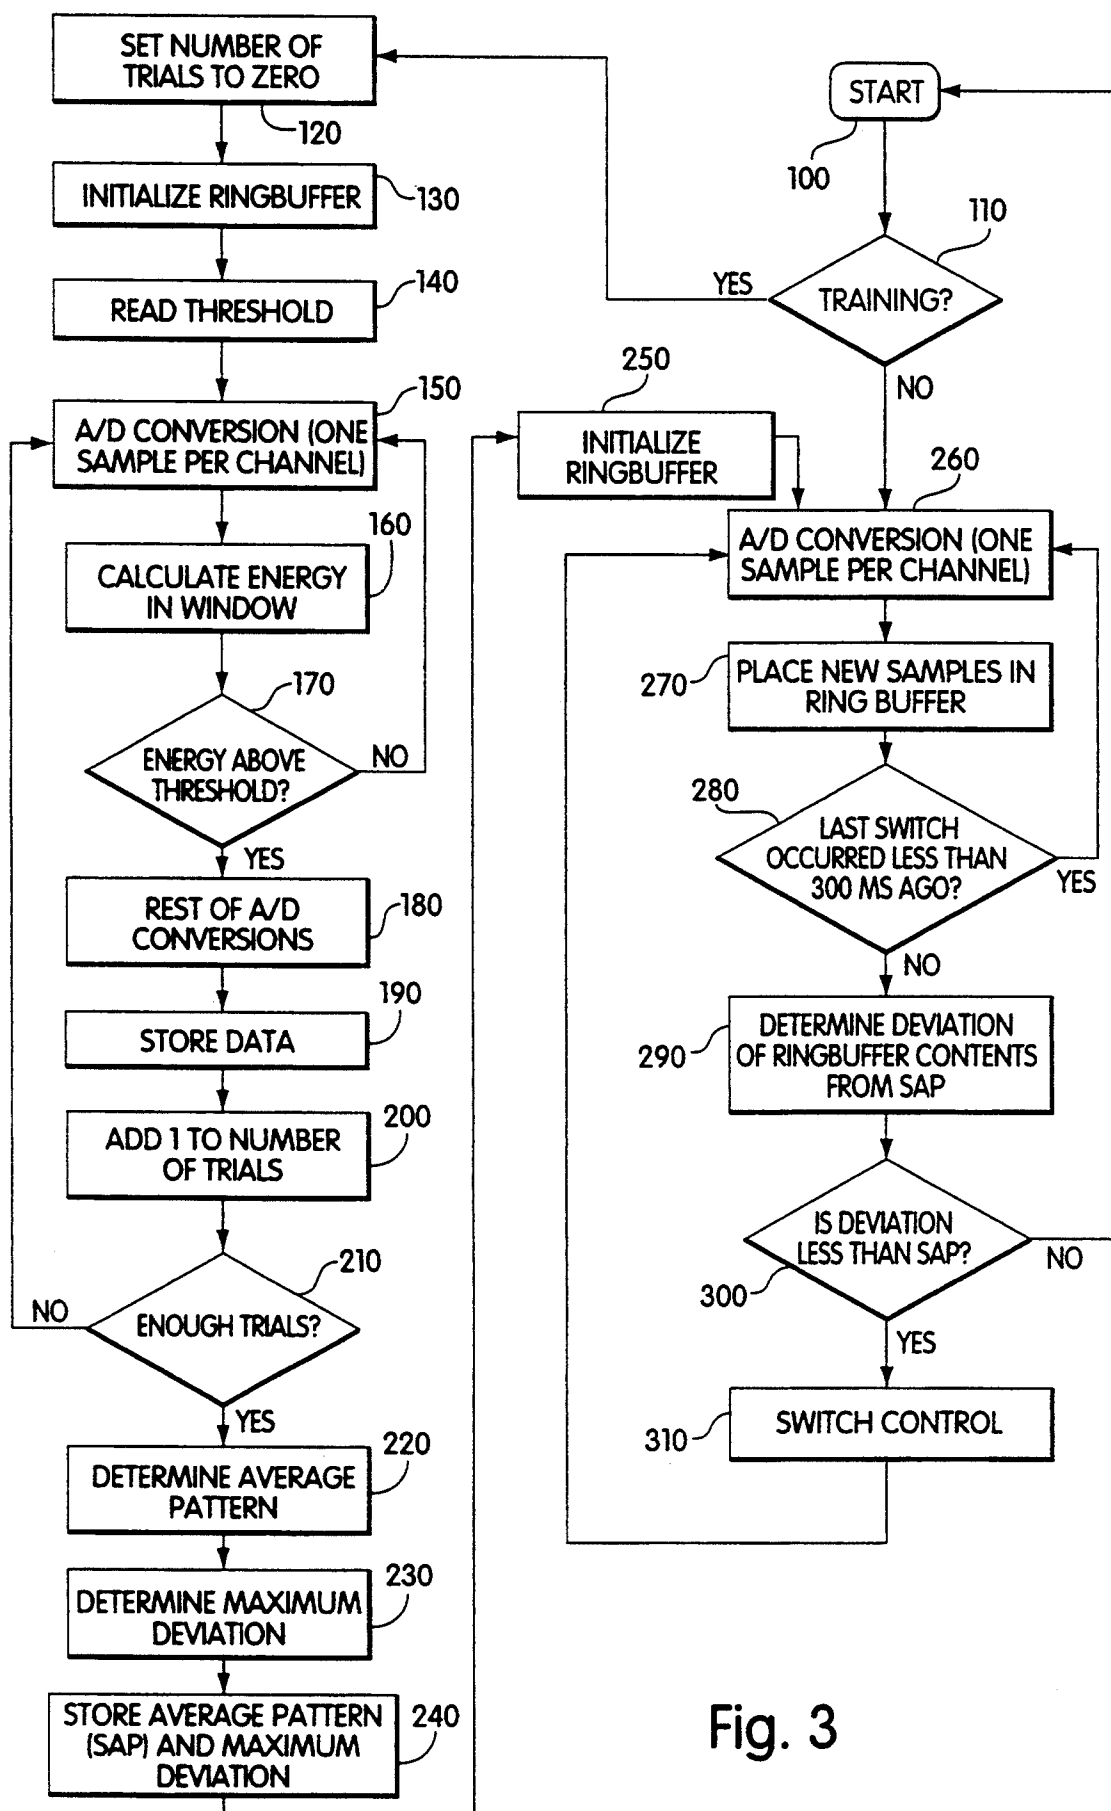 SET NUMBER OF
TRIALS TO ZERO
120
INITIALIZE RINGBUFFER
130
READ THRESHOLD
140
A/D CONVERSION (ONE
SAMPLE PER CHANNEL)
150
CALCULATE ENERGY
IN WINDOW
160
ENERGY ABOVE
THRESHOLD?
170
NO
YES
REST OF A/D
CONVERSIONS
180
STORE DATA
190
ADD 1 TO NUMBER
OF TRIALS
200
ENOUGH TRIALS?
210
NO
YES
DETERMINE AVERAGE
PATTERN
220
DETERMINE MAXIMUM
DEVIATION
230
STORE AVERAGE PATTERN
(SAP) AND MAXIMUM
DEVIATION
240
START
100
TRAINING?
110
YES
NO
INITIALIZE
RINGBUFFER
250
A/D CONVERSION (ONE
SAMPLE PER CHANNEL)
260
PLACE NEW SAMPLES IN
RING BUFFER
270
LAST SWITCH
OCCURRED LESS THAN
300 MS AGO?
280
YES
NO
DETERMINE DEVIATION
OF RINGBUFFER CONTENTS
FROM SAP
290
IS DEVIATION
LESS THAN SAP?
300
NO
YES
SWITCH CONTROL
310
Fig. 3